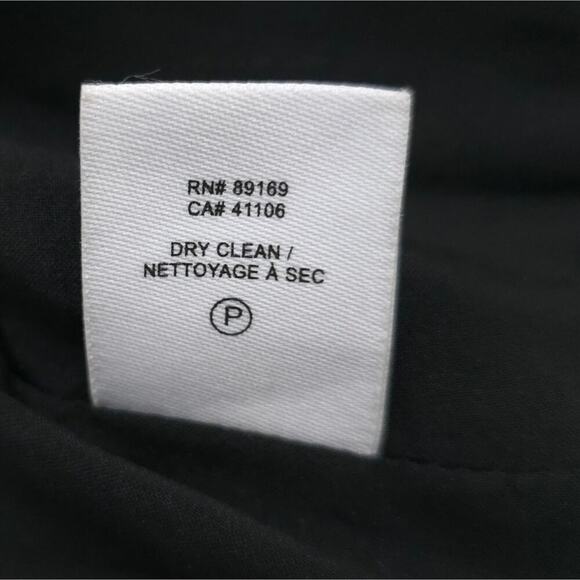 RN# 89169
CA# 41106
DRY CLEAN /
NETTOYAGE À SEC
P